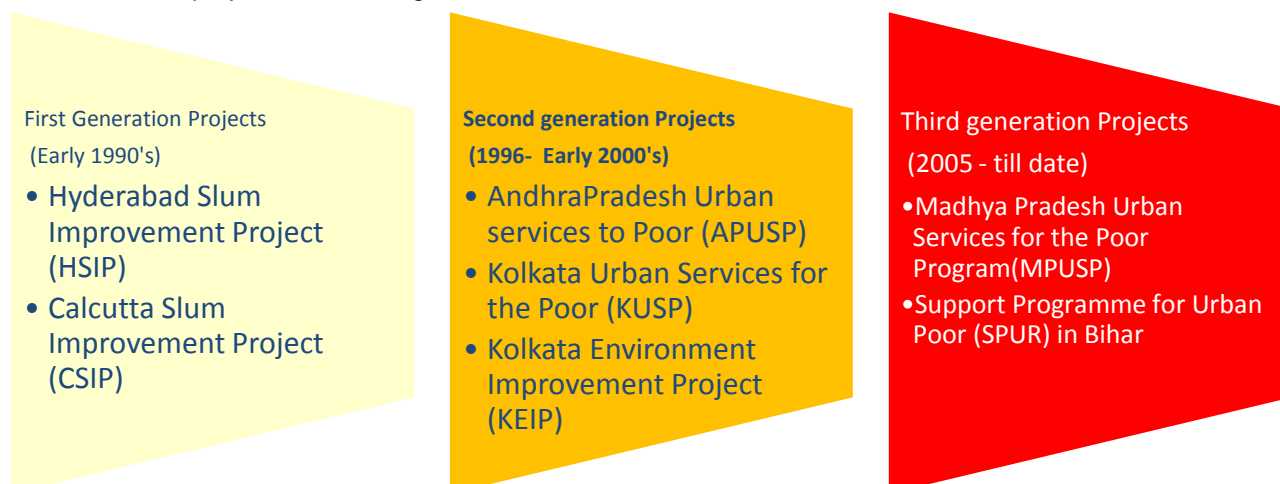 First Generation Projects
(Early 1990's)
• Hyderabad Slum
Improvement Project
(HSIP)
• Calcutta Slum
Improvement Project
(CSIP)
Second generation Projects
(1996- Early 2000's)
• AndhraPradesh Urban
services to Poor (APUSP)
• Kolkata Urban Services for
the Poor (KUSP)
• Kolkata Environment
Improvement Project
(KEIP)
Third generation Projects
(2005 - till date)
•Madhya Pradesh Urban
Services for the Poor
Program(MPUSP)
•Support Programme for Urban
Poor (SPUR) in Bihar